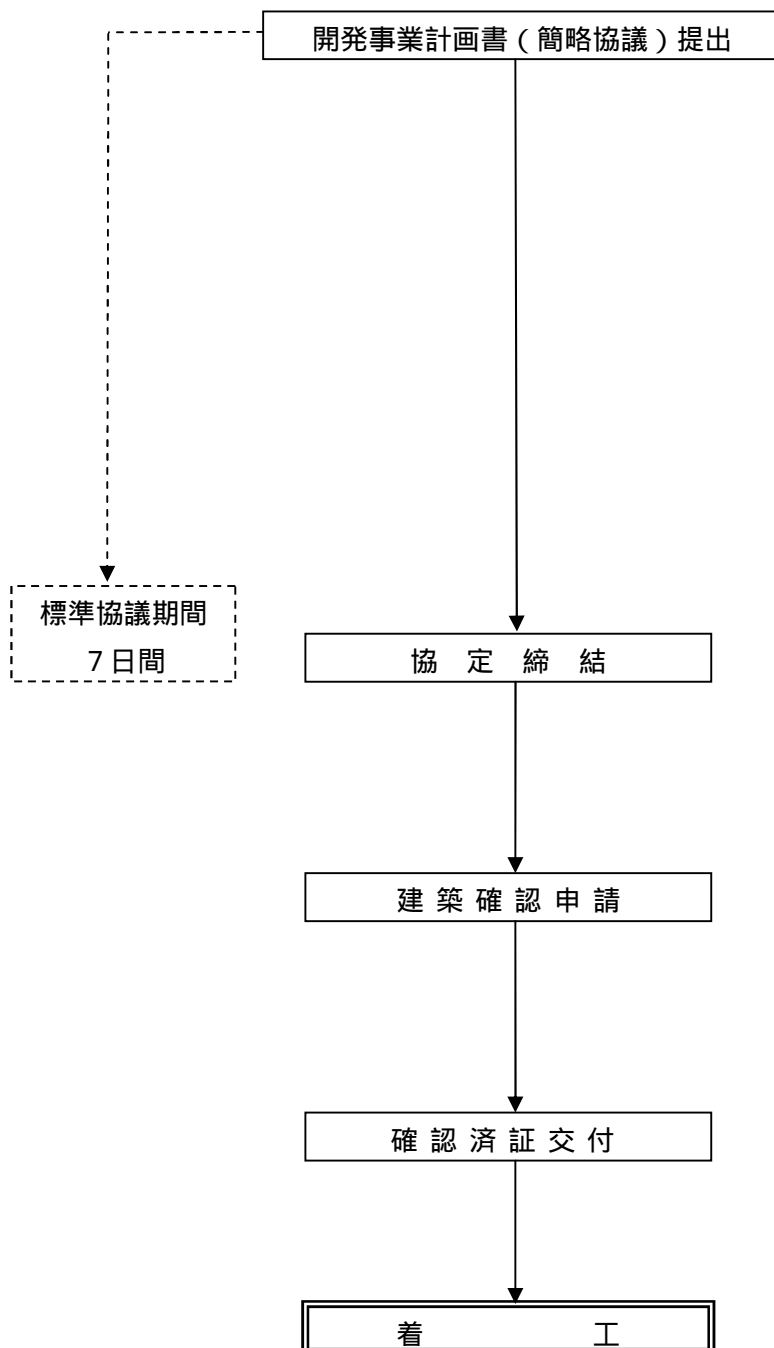 開発事業計画書（簡略協議）提出
標準協議期間
７日間
協　定　締　結
建 築 確 認 申 請
確 認 済 証 交 付
着　　　　　　工